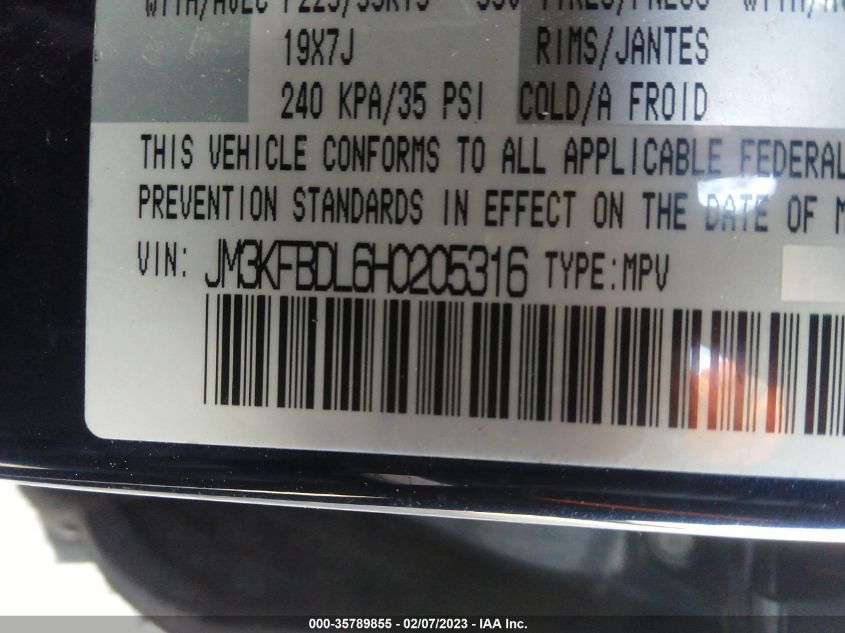 19X7J RIMS/JANTES
240 KPA/35 PSI COLD/A FROID
THIS VEHICLE CONFORMS TO ALL APPLICABLE FEDERAL
PREVENTION STANDARDS IN EFFECT ON THE DATE OF M
VIN: JM3KFBDL6H0205316 TYPE:MPV
000-35789855 - 02/07/2023 - IAA Inc.